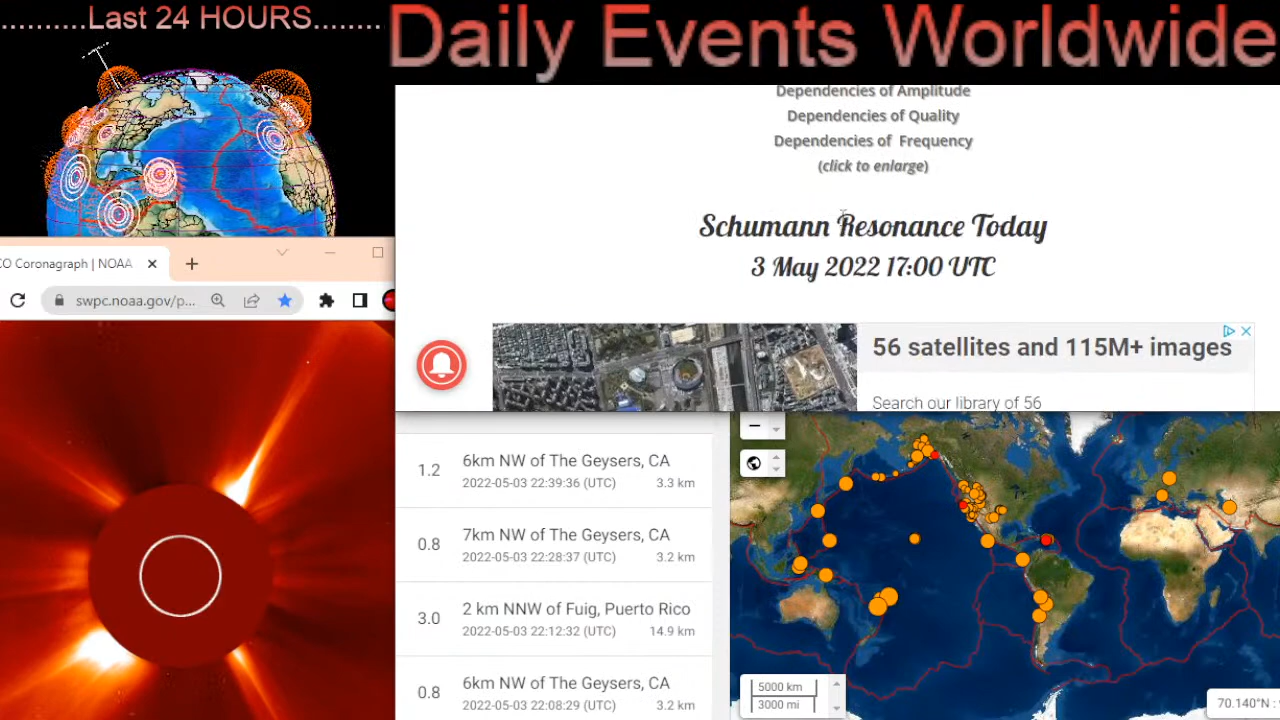 ..........Last 24 HOURS........
Daily Events Worldwide
Dependencies of Amplitude
Dependencies of Quality
Dependencies of Frequency
(click to enlarge)
Schumann Resonance Today
3 May 2022 17:00 UTC
CO Coronagraph | NOAA
swpc.noaa.gov/p...
56 satellites and 115M+ images
Search our library of 56
1.2
6km NW of The Geysers, CA
2022-05-03 22:39:36 (UTC) 3.3 km
0.8
7km NW of The Geysers, CA
2022-05-03 22:28:37 (UTC) 3.2 km
3.0
2 km NNW of Fuig, Puerto Rico
2022-05-03 22:12:32 (UTC) 14.9 km
0.8
6km NW of The Geysers, CA
2022-05-03 22:08:29 (UTC) 3.2 km
5000 km
3000 mi
70.140°N :